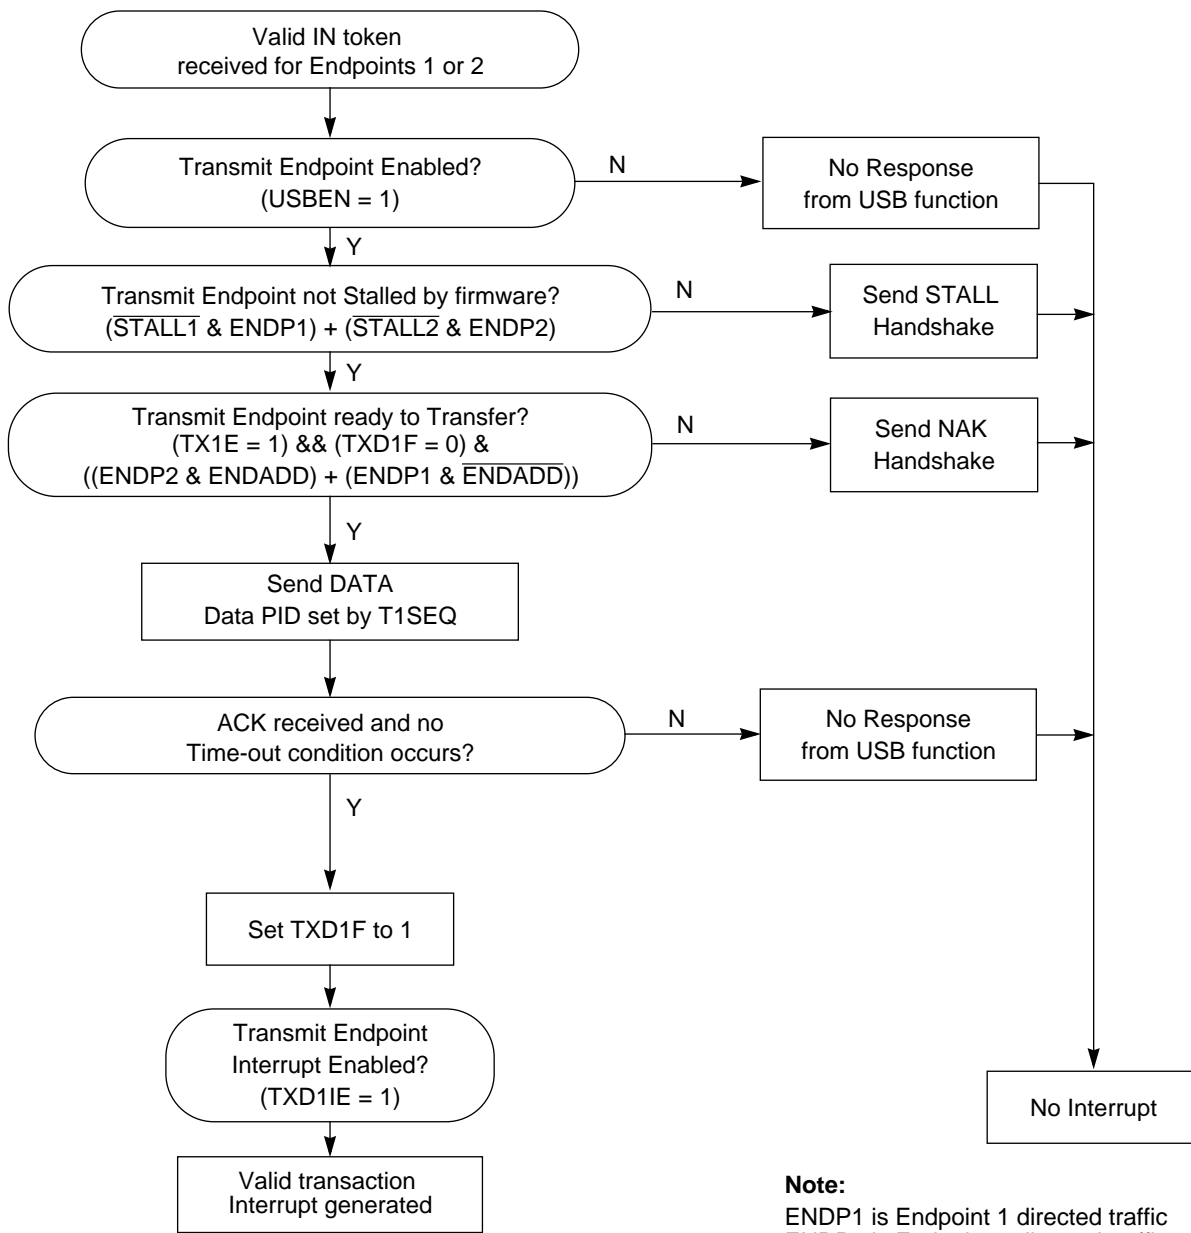 Valid IN token
received for Endpoints 1 or 2
Transmit Endpoint Enabled?
(USBEN = 1)
N
No Response
from USB function
Y
Transmit Endpoint not Stalled by firmware?
(S̅T̅A̅L̅L̅1̅ & ENDP1) + (S̅T̅A̅L̅L̅2̅ & ENDP2)
N
Send STALL
Handshake
Y
Transmit Endpoint ready to Transfer?
(TX1E = 1) && (TXD1F = 0) &
((ENDP2 & ENDADD) + (ENDP1 & E̅N̅D̅A̅D̅D̅))
N
Send NAK
Handshake
Y
Send DATA
Data PID set by T1SEQ
ACK received and no
Time-out condition occurs?
N
No Response
from USB function
Y
Set TXD1F to 1
Transmit Endpoint
Interrupt Enabled?
(TXD1IE = 1)
No Interrupt
Valid transaction
Interrupt generated
Note:
ENDP1 is Endpoint 1 directed traffic